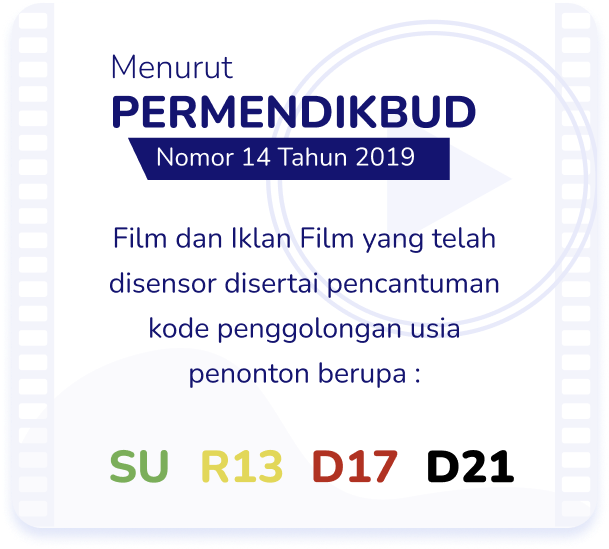 Menurut
PERMENDIKBUD
Nomor 14 Tahun 2019
Film dan Iklan Film yang telah
disensor disertai pencantuman
kode penggolongan usia
penonton berupa :
SU R13 D17 D21